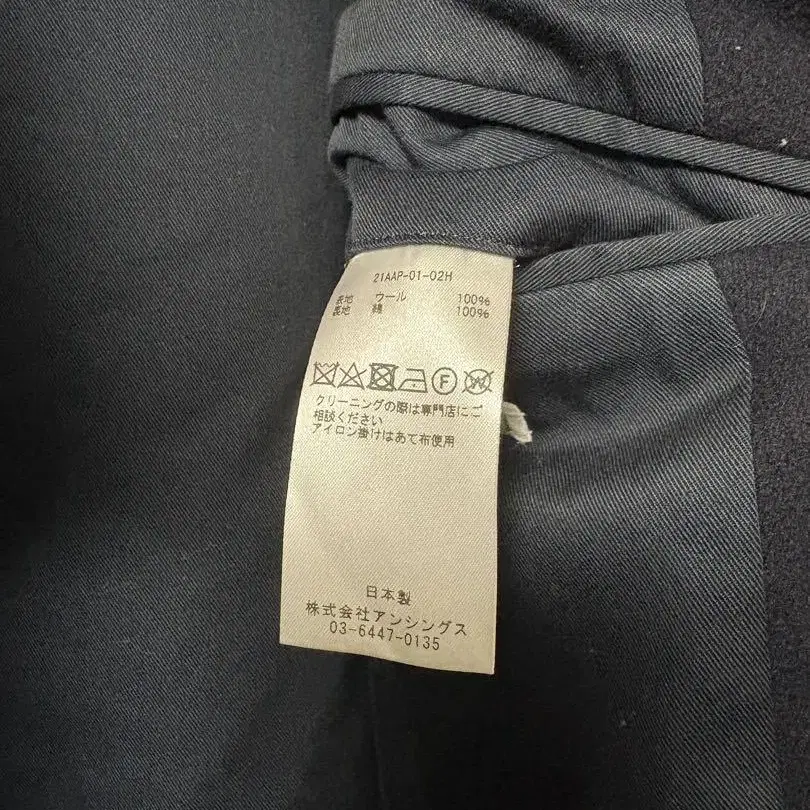 21AAP-01-02H
表地 ウール 100%
裏地 綿 100%
F W
クリーニングの際は専門店にご
相談ください
アイロン掛けはあて布使用
日本製
株式会社アンシングス
03-6447-0135